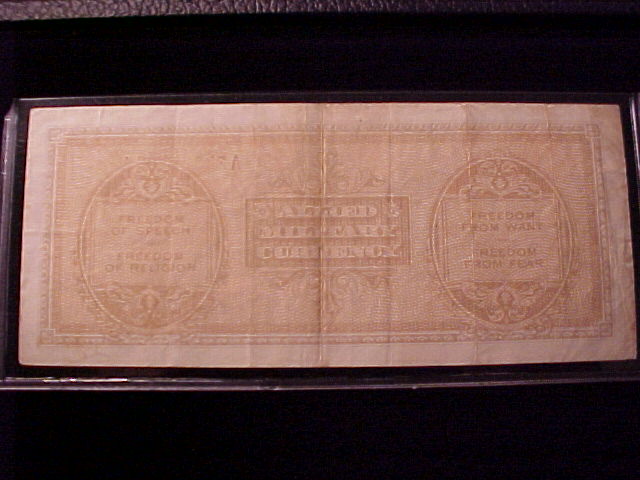 FREEDOM
OF SPEECH
FREEDOM
OF RELIGION
ALLIED
MILITARY
CURRENCY
FREEDOM
FROM WANT
FREEDOM
FROM FEAR